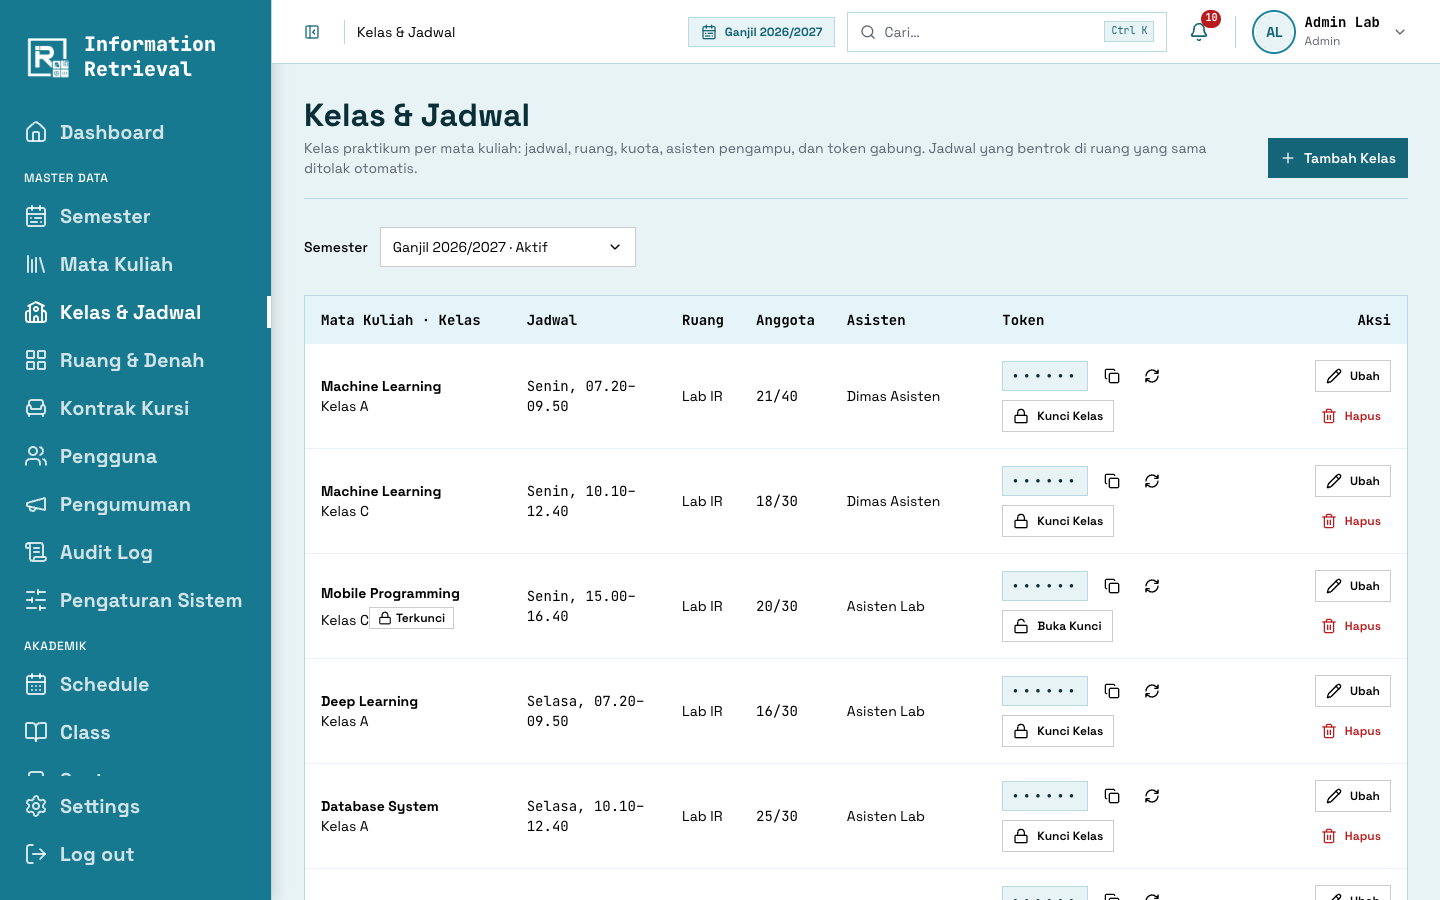 Information
Retrieval
Dashboard
MASTER DATA
Semester
Mata Kuliah
Kelas & Jadwal
Ruang & Denah
Kontrak Kursi
Pengguna
Pengumuman
Audit Log
Pengaturan Sistem
AKADEMIK
Schedule
Class
Settings
Log out
Kelas & Jadwal
Ganjil 2026/2027
Cari...
Ctrl K
10
AL
Admin Lab
Admin
Kelas & Jadwal
Kelas praktikum per mata kuliah: jadwal, ruang, kuota, asisten pengampu, dan token gabung. Jadwal yang bentrok di ruang yang sama
ditolak otomatis.
Tambah Kelas
Semester
Ganjil 2026/2027 · Aktif
Mata Kuliah · Kelas Jadwal Ruang Anggota Asisten Token Aksi
Machine Learning
Kelas A
Senin, 07.20–
09.50
Lab IR
21/40
Dimas Asisten
••••••
Kunci Kelas
Ubah
Hapus
Machine Learning
Kelas C
Senin, 10.10–
12.40
Lab IR
18/30
Dimas Asisten
••••••
Kunci Kelas
Ubah
Hapus
Mobile Programming
Kelas C Terkunci
Senin, 15.00–
16.40
Lab IR
20/30
Asisten Lab
••••••
Buka Kunci
Ubah
Hapus
Deep Learning
Kelas A
Selasa, 07.20–
09.50
Lab IR
16/30
Asisten Lab
••••••
Kunci Kelas
Ubah
Hapus
Database System
Kelas A
Selasa, 10.10–
12.40
Lab IR
25/30
Asisten Lab
••••••
Kunci Kelas
Ubah
Hapus
••••••
Ubah